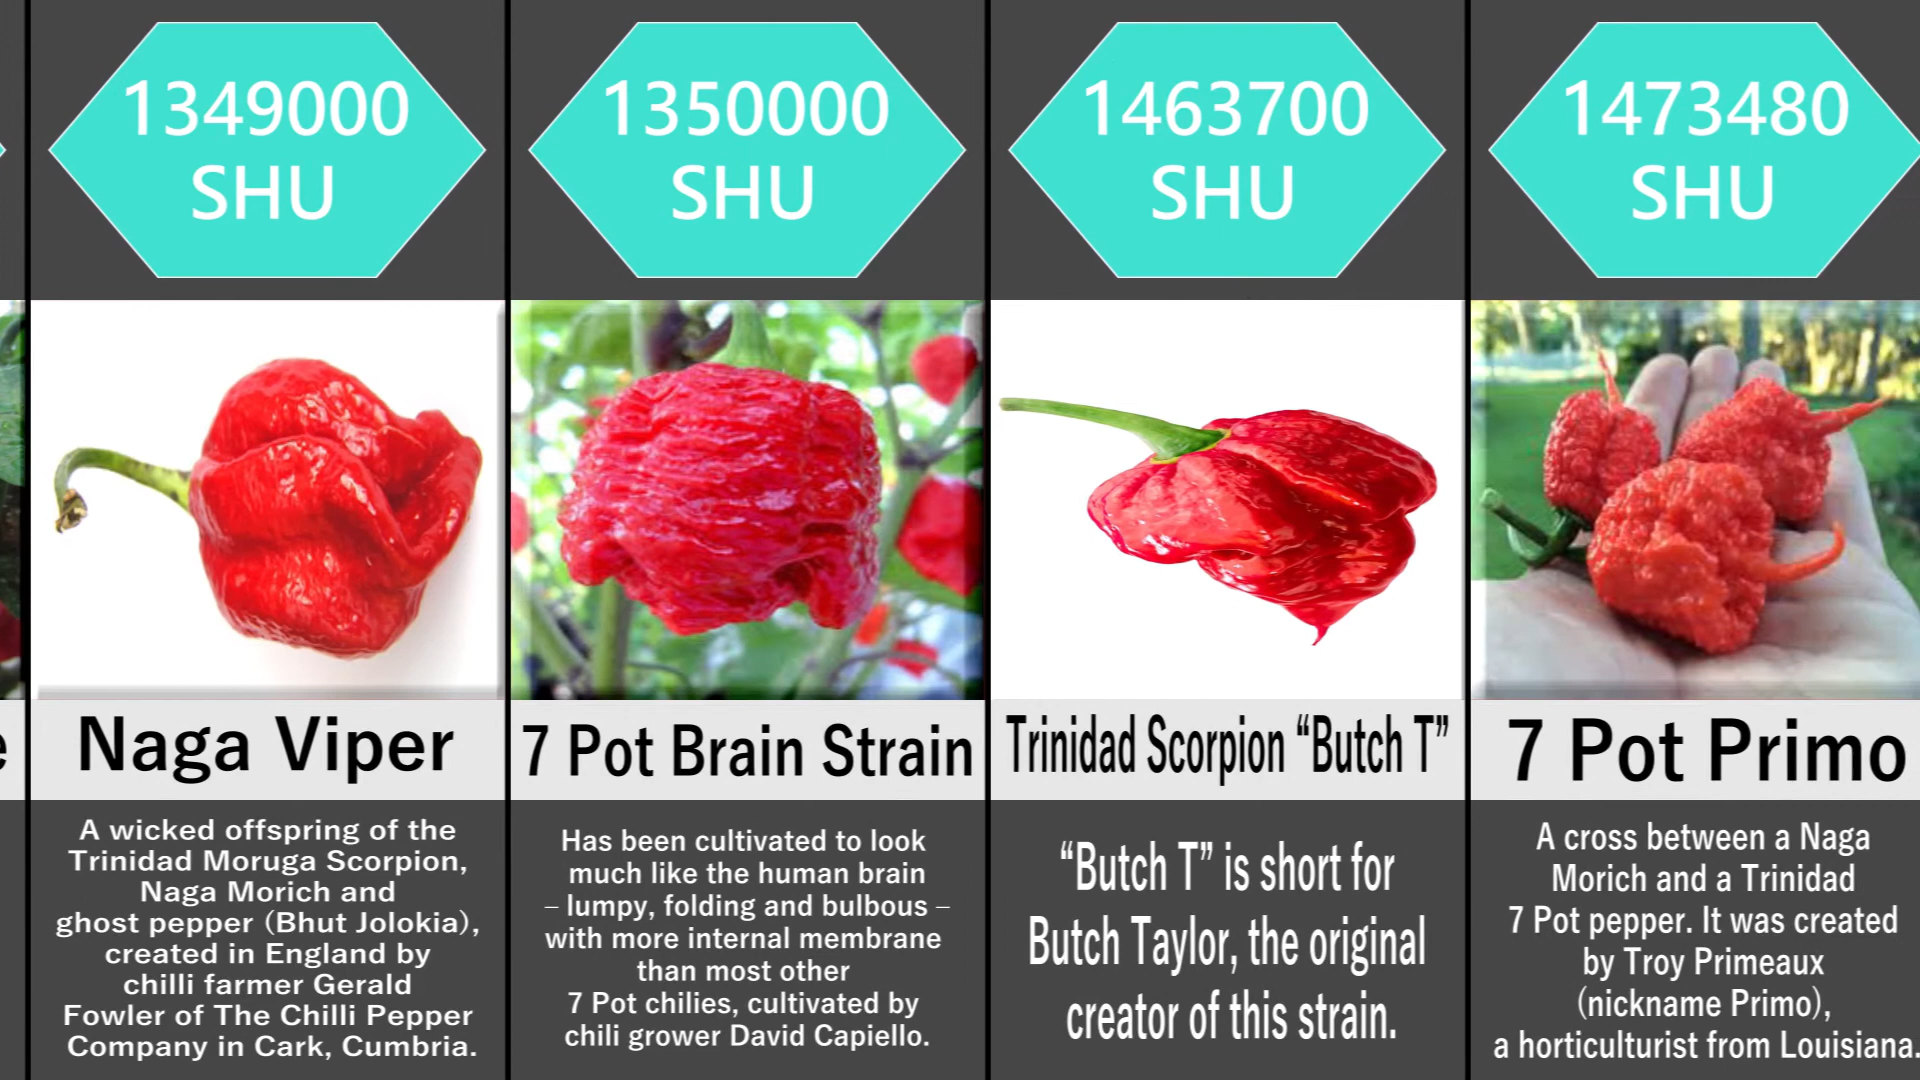 1349000
SHU
1350000
SHU
1463700
SHU
1473480
SHU
e
Naga Viper
7 Pot Brain Strain
Trinidad Scorpion “Butch T”
7 Pot Primo
A wicked offspring of the
Trinidad Moruga Scorpion,
Naga Morich and
ghost pepper (Bhut Jolokia),
created in England by
chilli farmer Gerald
Fowler of The Chilli Pepper
Company in Cark, Cumbria.
Has been cultivated to look
much like the human brain
– lumpy, folding and bulbous –
with more internal membrane
than most other
7 Pot chilies, cultivated by
chili grower David Capiello.
“Butch T” is short for
Butch Taylor, the original
creator of this strain.
A cross between a Naga
Morich and a Trinidad
7 Pot pepper. It was created
by Troy Primeaux
(nickname Primo),
a horticulturist from Louisiana.